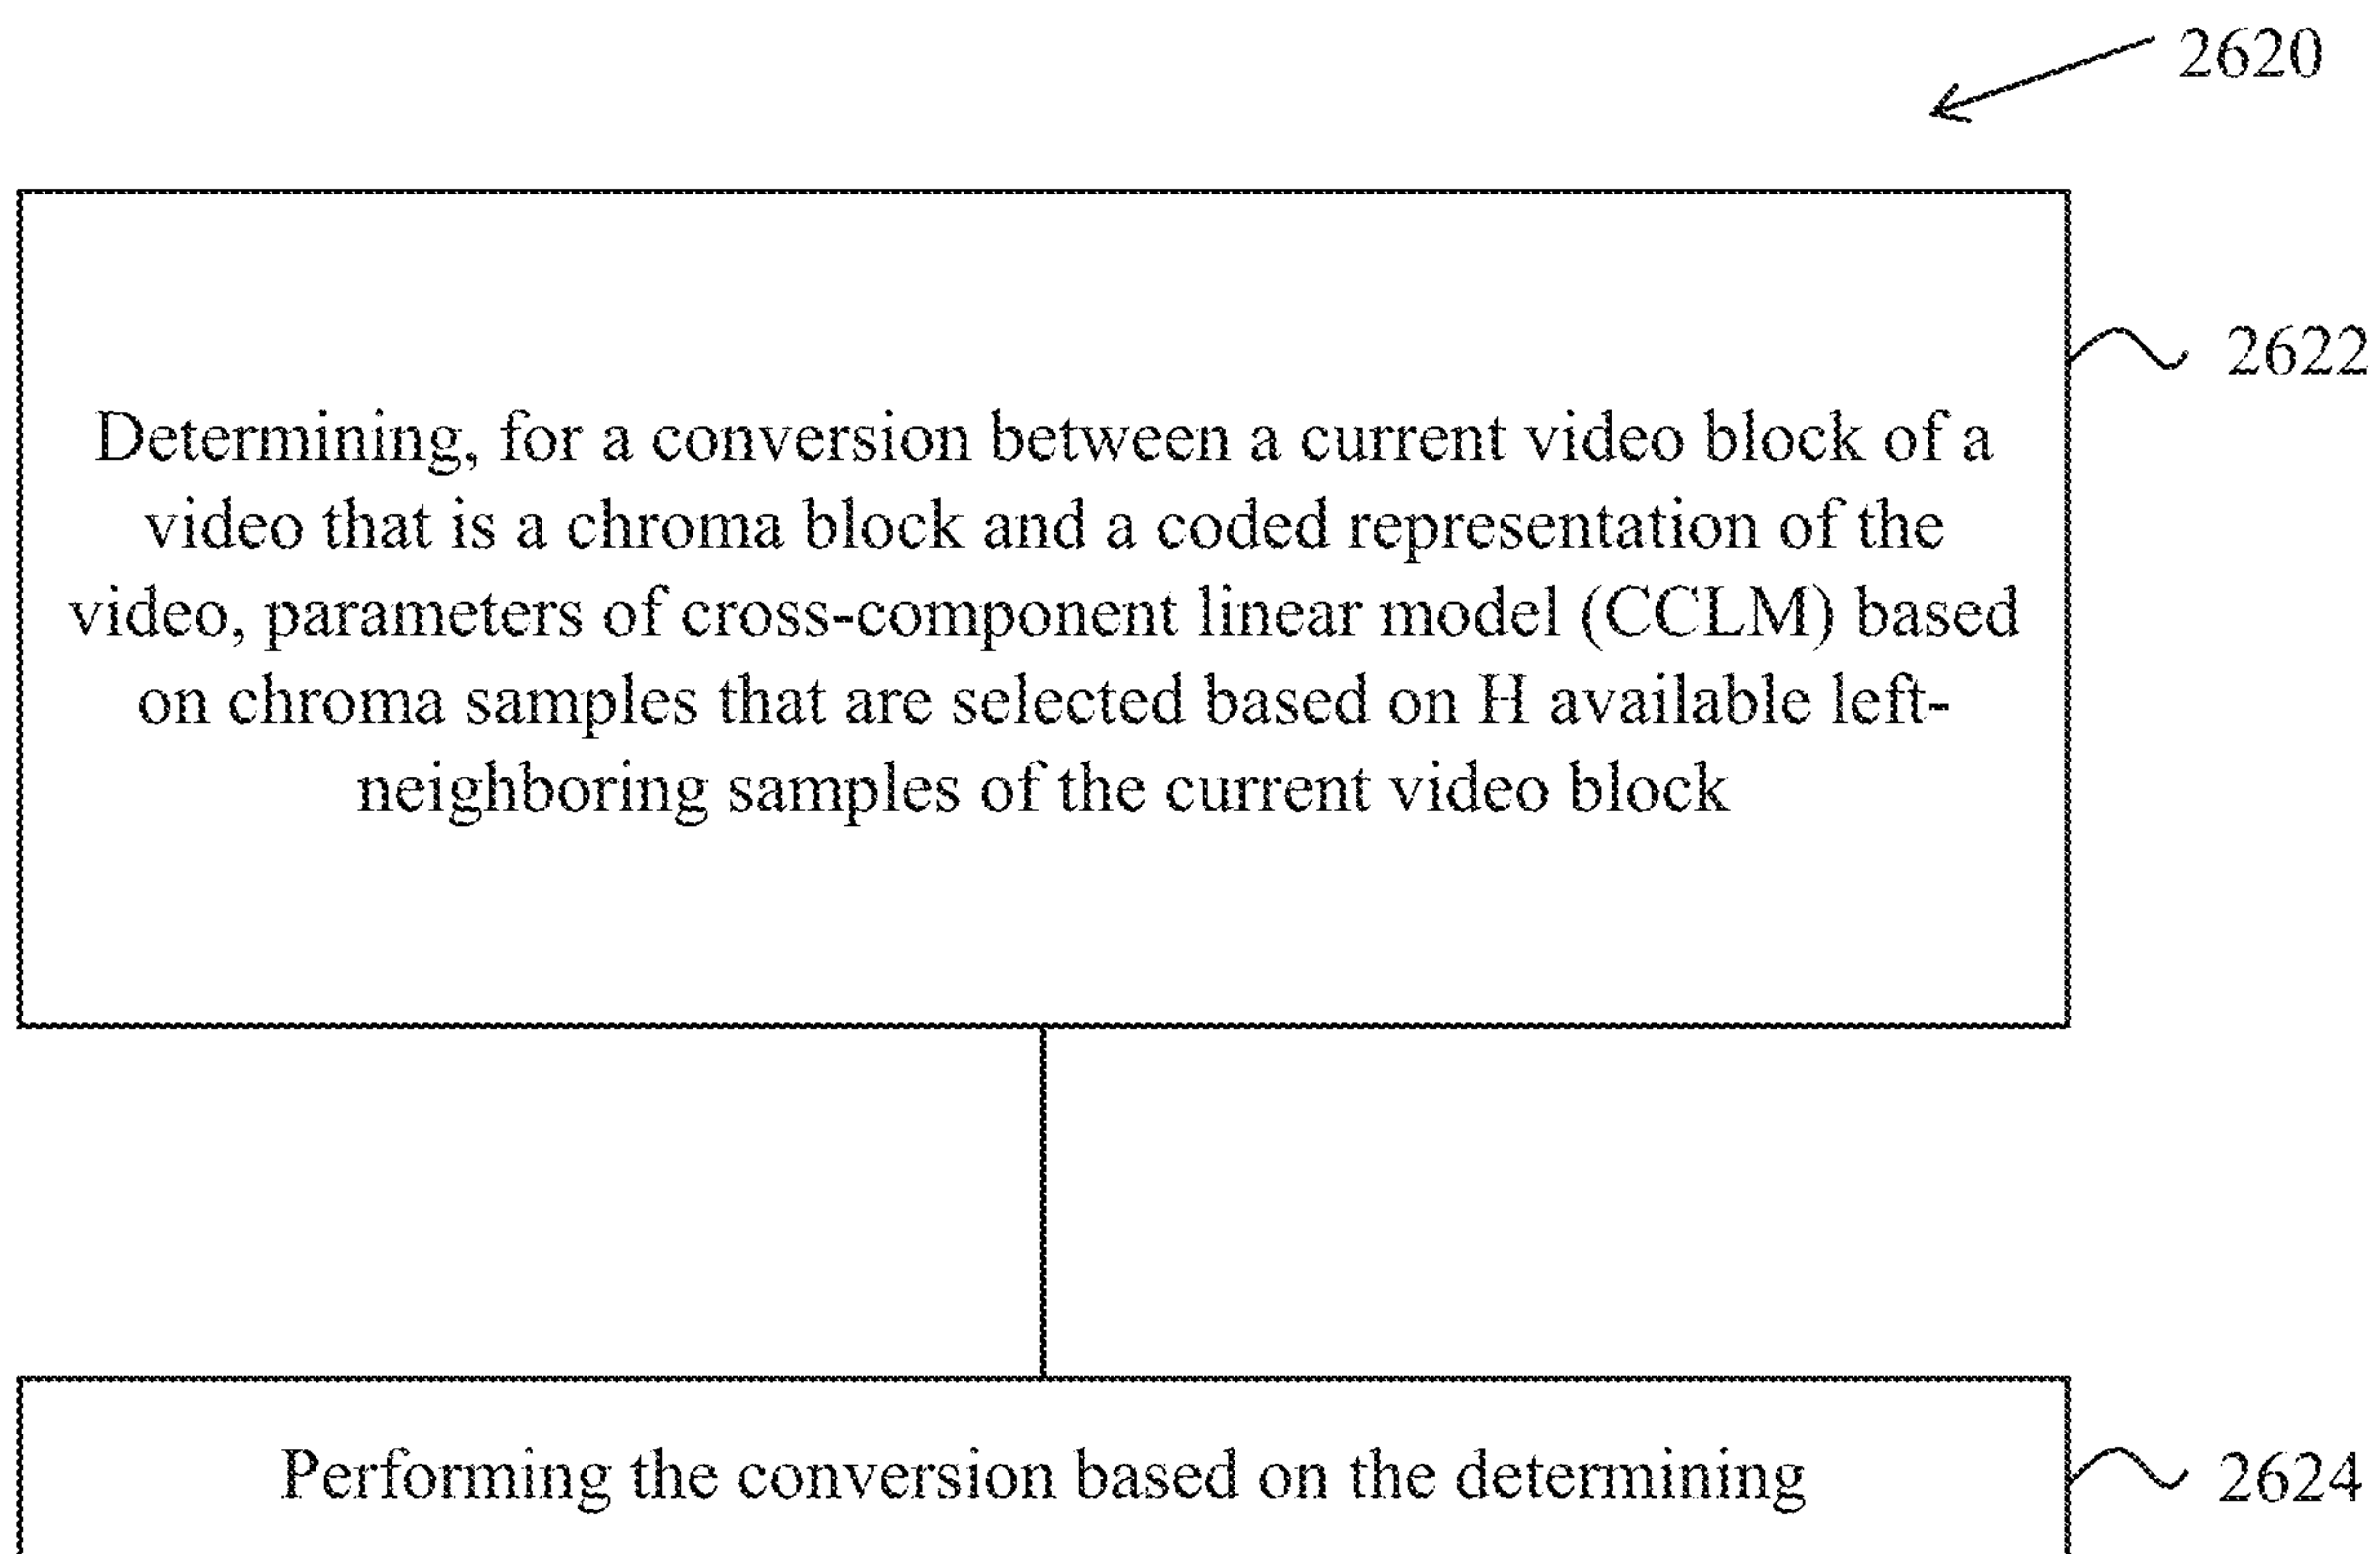 2620
2622
Determining, for a conversion between a current video block of a
video that is a chroma block and a coded representation of the
video, parameters of cross-component linear model (CCLM) based
on chroma samples that are selected based on H available left-
neighboring samples of the current video block
Performing the conversion based on the determining
2624